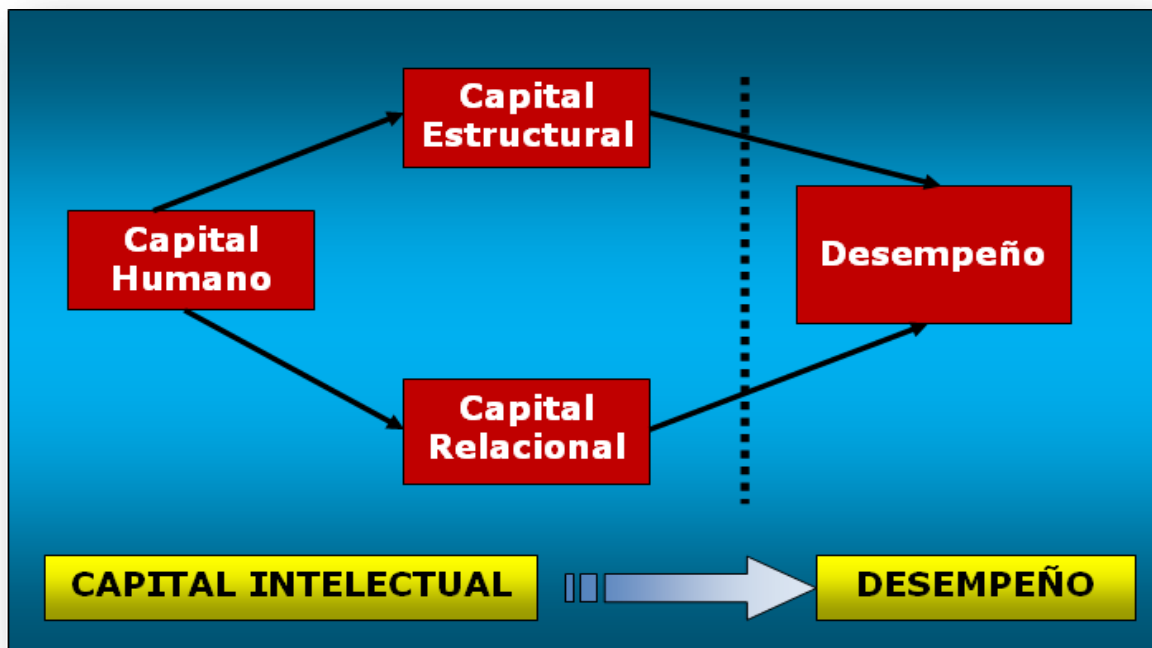 Capital
Estructural
Capital
Humano
Desempeño
Capital
Relacional
CAPITAL INTELECTUAL
DESEMPEÑO